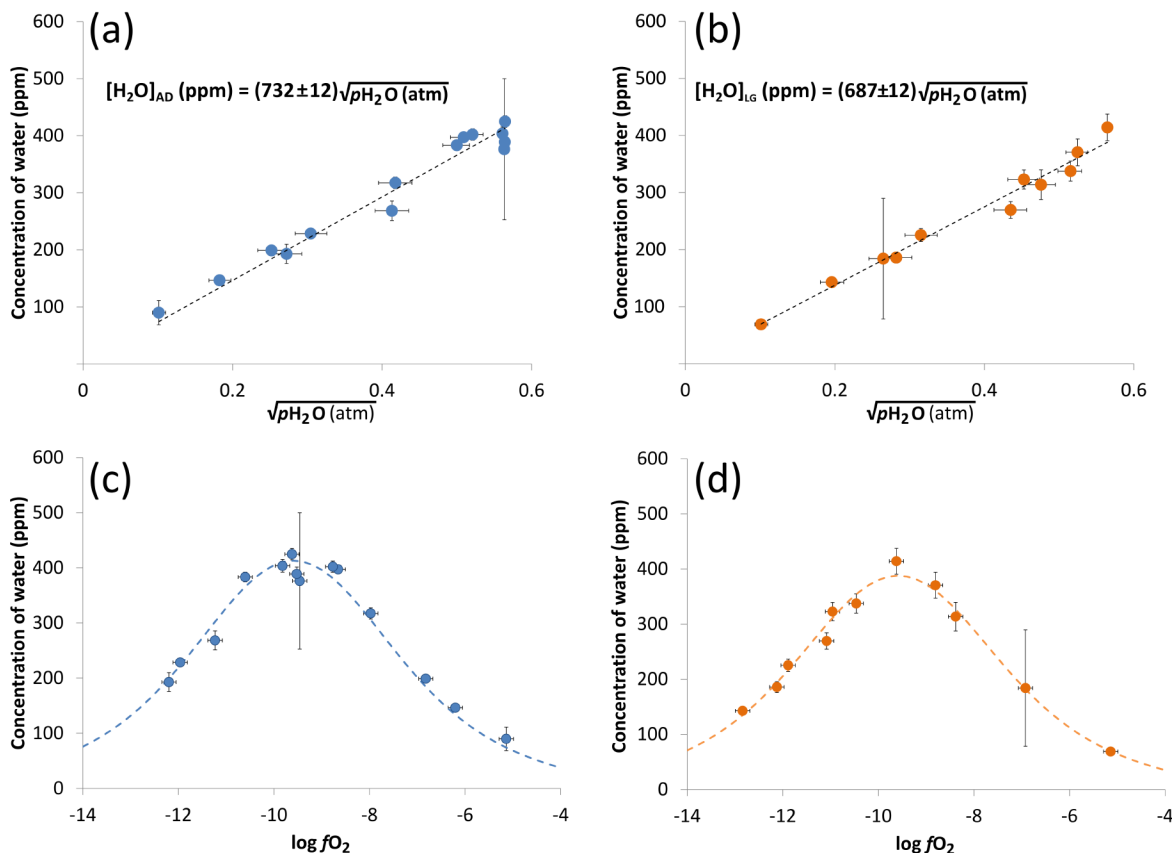 (a)
[H₂O]AD (ppm) = (732±12)√pH₂O (atm)
Concentration of water (ppm)
600
500
400
300
200
100
0 0.2 0.4 0.6
√pH₂O (atm)
(b)
[H₂O]LG (ppm) = (687±12)√pH₂O (atm)
Concentration of water (ppm)
600
500
400
300
200
100
0 0.2 0.4 0.6
√pH₂O (atm)
(c)
Concentration of water (ppm)
600
500
400
300
200
100
0
-14 -12 -10 -8 -6 -4
log fO₂
(d)
Concentration of water (ppm)
600
500
400
300
200
100
0
-14 -12 -10 -8 -6 -4
log fO₂